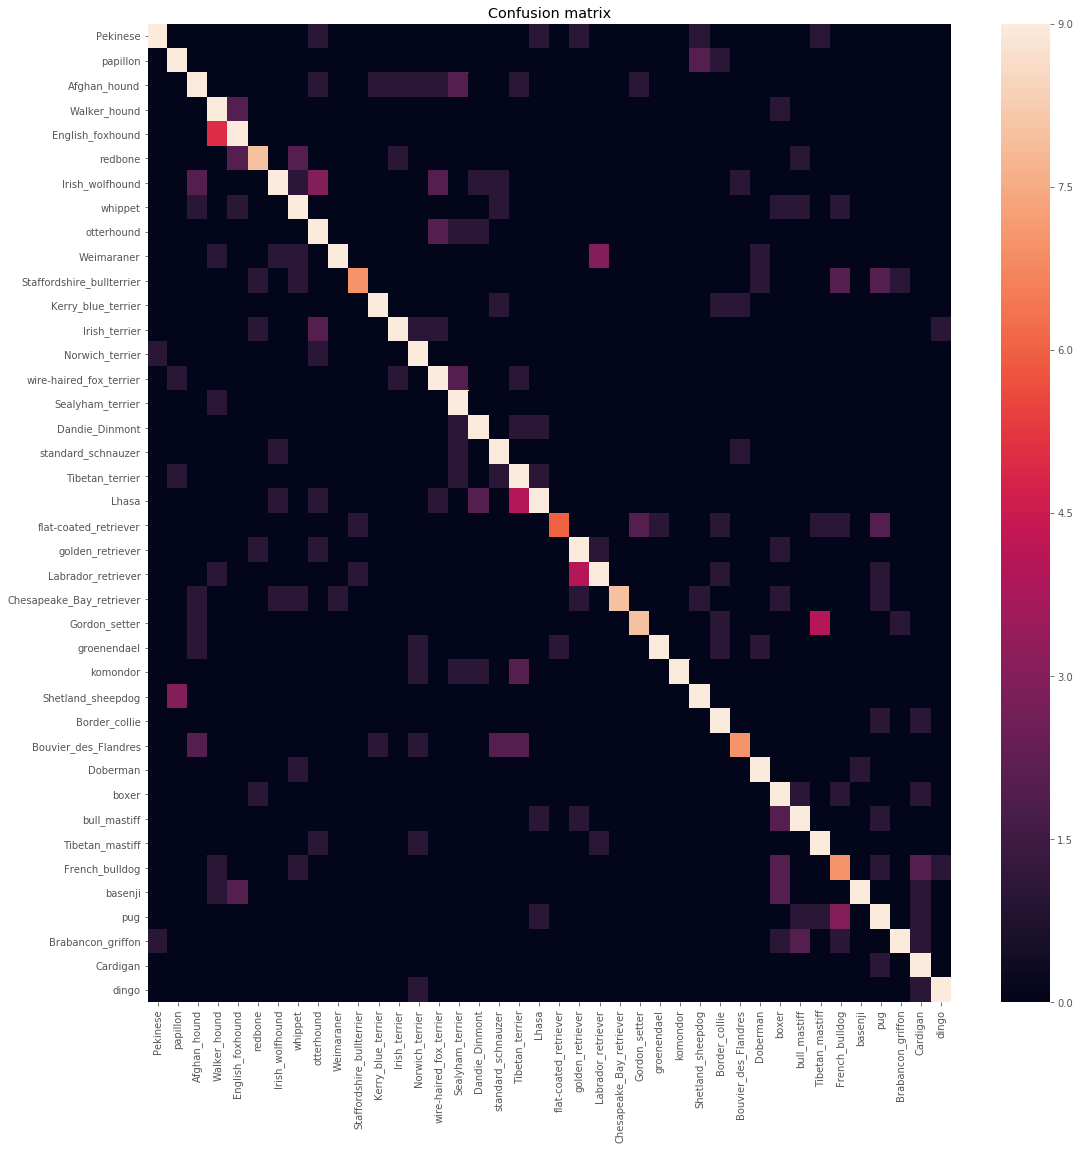 Confusion matrix
Pekinese
papillon
Afghan_hound
Walker_hound
English_foxhound
redbone
Irish_wolfhound
whippet
otterhound
Weimaraner
Staffordshire_bullterrier
Kerry_blue_terrier
Irish_terrier
Norwich_terrier
wire-haired_fox_terrier
Sealyham_terrier
Dandie_Dinmont
standard_schnauzer
Tibetan_terrier
Lhasa
flat-coated_retriever
golden_retriever
Labrador_retriever
Chesapeake_Bay_retriever
Gordon_setter
groenendael
komondor
Shetland_sheepdog
Border_collie
Bouvier_des_Flandres
Doberman
boxer
bull_mastiff
Tibetan_mastiff
French_bulldog
basenji
pug
Brabancon_griffon
Cardigan
dingo
Pekinese
papillon
Afghan_hound
Walker_hound
English_foxhound
redbone
Irish_wolfhound
whippet
otterhound
Weimaraner
Staffordshire_bullterrier
Kerry_blue_terrier
Irish_terrier
Norwich_terrier
wire-haired_fox_terrier
Sealyham_terrier
Dandie_Dinmont
standard_schnauzer
Tibetan_terrier
Lhasa
flat-coated_retriever
golden_retriever
Labrador_retriever
Chesapeake_Bay_retriever
Gordon_setter
groenendael
komondor
Shetland_sheepdog
Border_collie
Bouvier_des_Flandres
Doberman
boxer
bull_mastiff
Tibetan_mastiff
French_bulldog
basenji
pug
Brabancon_griffon
Cardigan
dingo
9.0
7.5
6.0
4.5
3.0
1.5
0.0